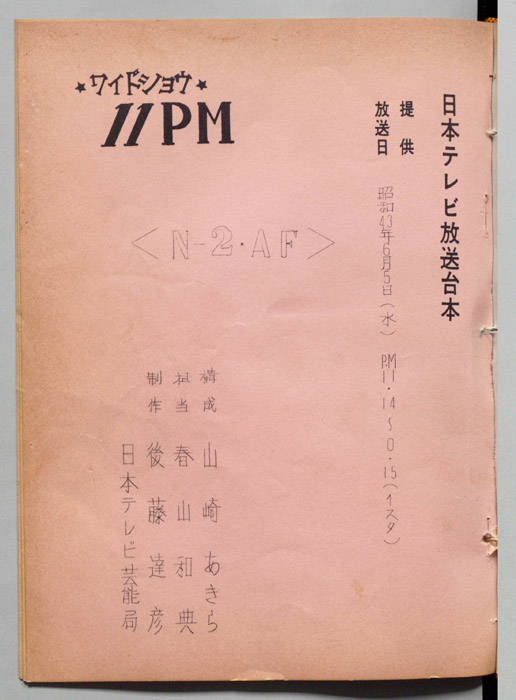 日本テレビ放送台本
提供
放送日 昭和43年6月5日(水) P.M11・14〜0・15(1スタ)
★ワイドショウ★
11PM
<N-2・AF>
構成 山崎あきら
担当 春山和典
制作 後藤達彦
日本テレビ芸能局